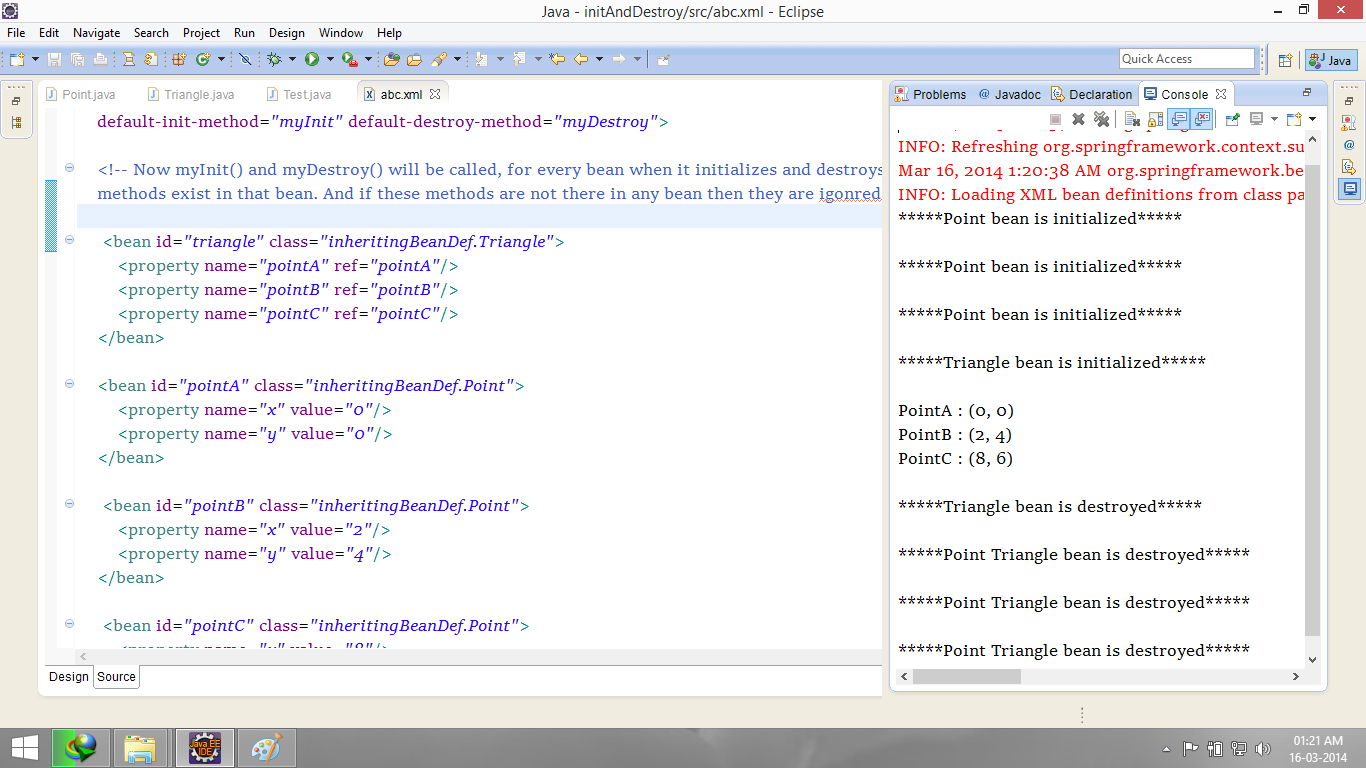 Java - initAndDestroy/src/abc.xml - Eclipse
File Edit Navigate Search Project Run Design Window Help
Quick Access
Java
Point.java Triangle.java Test.java abc.xml
default-init-method="myInit" default-destroy-method="myDestroy">
<!-- Now myInit() and myDestroy() will be called, for every bean when it initializes and destroys
methods exist in that bean. And if these methods are not there in any bean then they are igonred
<bean id="triangle" class="inheritingBeanDef.Triangle">
<property name="pointA" ref="pointA"/>
<property name="pointB" ref="pointB"/>
<property name="pointC" ref="pointC"/>
</bean>
<bean id="pointA" class="inheritingBeanDef.Point">
<property name="x" value="0"/>
<property name="y" value="0"/>
</bean>
<bean id="pointB" class="inheritingBeanDef.Point">
<property name="x" value="2"/>
<property name="y" value="4"/>
</bean>
<bean id="pointC" class="inheritingBeanDef.Point">
Design Source
Problems @ Javadoc Declaration Console
INFO: Refreshing org.springframework.context.su
Mar 16, 2014 1:20:38 AM org.springframework.be
INFO: Loading XML bean definitions from class pa
*****Point bean is initialized*****
*****Point bean is initialized*****
*****Point bean is initialized*****
*****Triangle bean is initialized*****
PointA : (0, 0)
PointB : (2, 4)
PointC : (8, 6)
*****Triangle bean is destroyed*****
*****Point Triangle bean is destroyed*****
*****Point Triangle bean is destroyed*****
*****Point Triangle bean is destroyed*****
Java EE
IDE
01:21 AM
16-03-2014